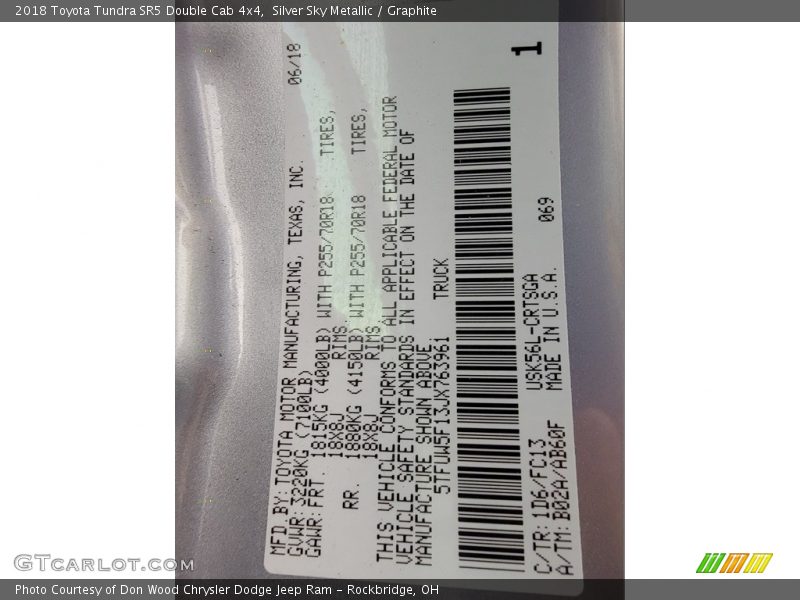 2018 Toyota Tundra SR5 Double Cab 4x4,  Silver Sky Metallic / Graphite
MFD BY: TOYOTA MOTOR MANUFACTURING, TEXAS, INC. 06/18
GVWR: 3220KG (7100LB)
GAWR: FRT. 1815KG (4000LB) WITH P255/70R18 TIRES,
18X8J RIMS
RR. 1880KG (4150LB) WITH P255/70R18 TIRES,
18X8J RIMS
THIS VEHICLE CONFORMS TO ALL APPLICABLE FEDERAL MOTOR
VEHICLE SAFETY STANDARDS IN EFFECT ON THE DATE OF
MANUFACTURE SHOWN ABOVE.
5TFUW5F13JX763961 TRUCK
1
C/TR: 1D6/FC13 USK56L-CRTSGA 069
A/TM: B02A/AB60F MADE IN U.S.A.
GTCarlot.com
Photo Courtesy of Don Wood Chrysler Dodge Jeep Ram - Rockbridge, OH